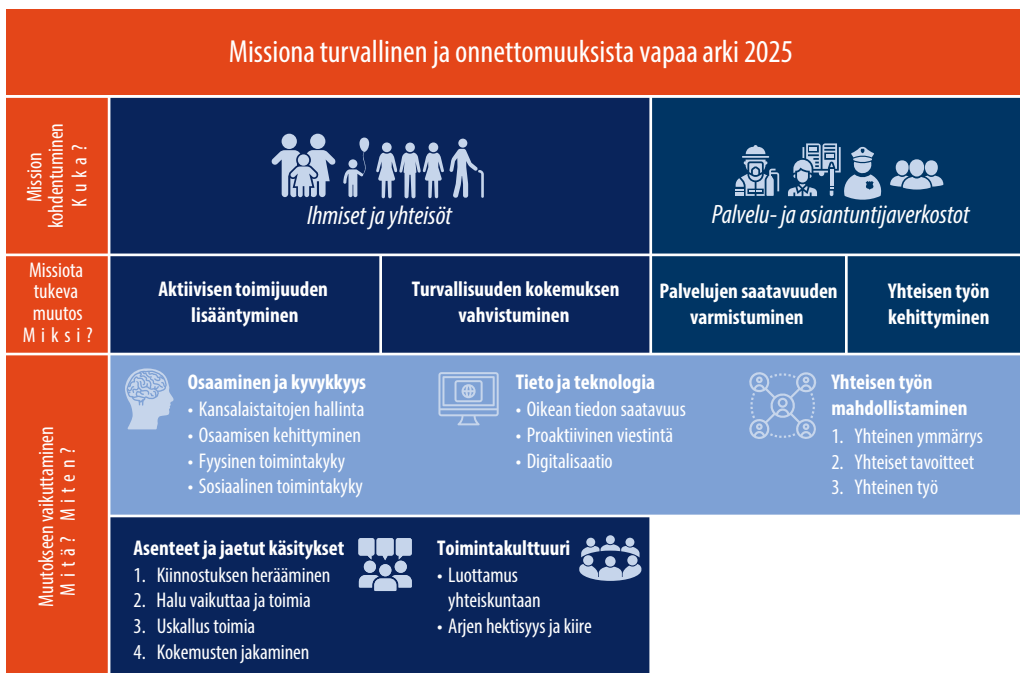 Missiona turvallinen ja onnettomuuksista vapaa arki 2025
Mission
kohdentuminen
Kuka?
Ihmiset ja yhteisöt
Palvelu- ja asiantuntijaverkostot
Missiota
tukeva
muutos
Miksi?
Aktiivisen toimijuuden
lisääntyminen
Turvallisuuden kokemuksen
vahvistuminen
Palvelujen saatavuuden
varmistuminen
Yhteisen työn
kehittyminen
Muutokseen vaikuttaminen
Mitä? Miten?
Osaaminen ja kyvykkyys
• Kansalaistaitojen hallinta
• Osaamisen kehittyminen
• Fyysinen toimintakyky
• Sosiaalinen toimintakyky
Tieto ja teknologia
• Oikean tiedon saatavuus
• Proaktiivinen viestintä
• Digitalisaatio
Yhteisen työn
mahdollistaminen
1. Yhteinen ymmärrys
2. Yhteiset tavoitteet
3. Yhteinen työ
Asenteet ja jaetut käsitykset
1. Kiinnostuksen herääminen
2. Halu vaikuttaa ja toimia
3. Uskallus toimia
4. Kokemusten jakaminen
Toimintakulttuuri
• Luottamus
yhteiskuntaan
• Arjen hektisyys ja kiire